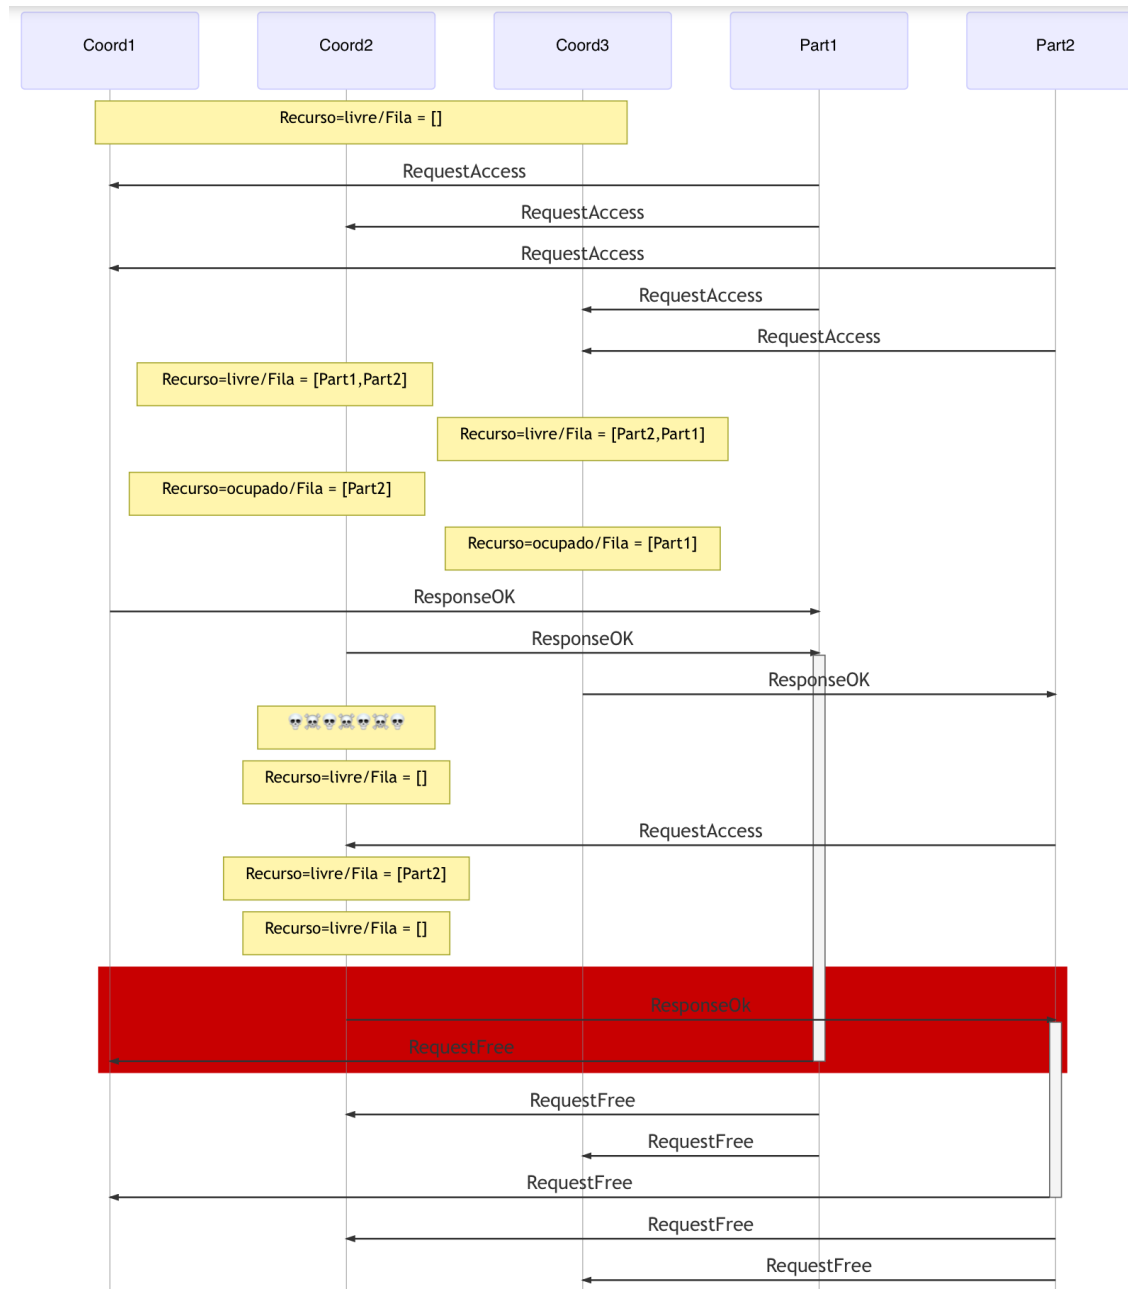 Coord1
Coord2
Coord3
Part1
Part2
Recurso=livre/Fila = []
RequestAccess
RequestAccess
RequestAccess
RequestAccess
RequestAccess
Recurso=livre/Fila = [Part1,Part2]
Recurso=livre/Fila = [Part2,Part1]
Recurso=ocupado/Fila = [Part2]
Recurso=ocupado/Fila = [Part1]
ResponseOK
ResponseOK
ResponseOK
💀☠️💀☠️💀☠️💀
Recurso=livre/Fila = []
RequestAccess
Recurso=livre/Fila = [Part2]
Recurso=livre/Fila = []
ResponseOk
RequestFree
RequestFree
RequestFree
RequestFree
RequestFree
RequestFree